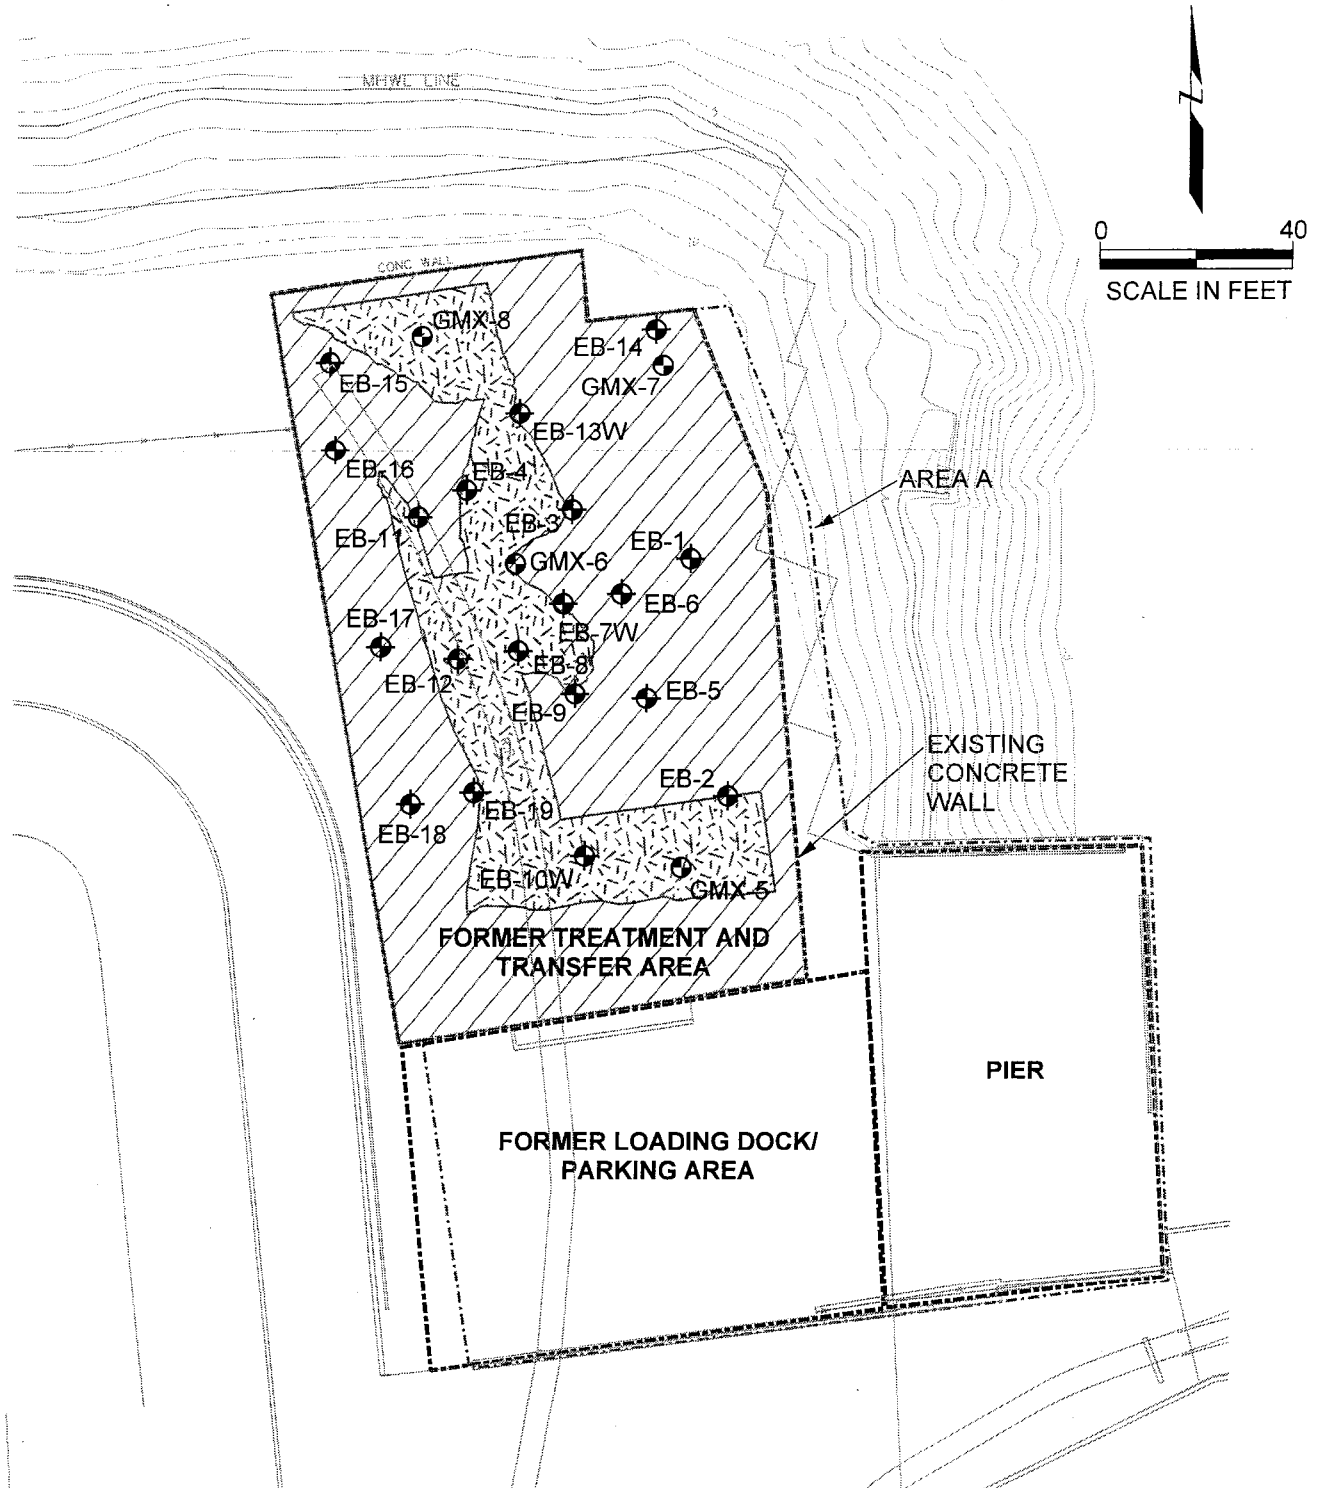 MHWL LINE
0 40
SCALE IN FEET
CONC WALL
GMX-8
EB-14
EB-15
GMX-7
EB-13W
EB-16
EB-4
AREA A
EB-3
EB-11
EB-1
GMX-6
EB-6
EB-17
EB-7W
EB-8
EB-12
EB-5
EB-9
EXISTING
CONCRETE
WALL
EB-2
EB-19
EB-18
EB-10W
GMX-5
FORMER TREATMENT AND
TRANSFER AREA
PIER
FORMER LOADING DOCK/
PARKING AREA